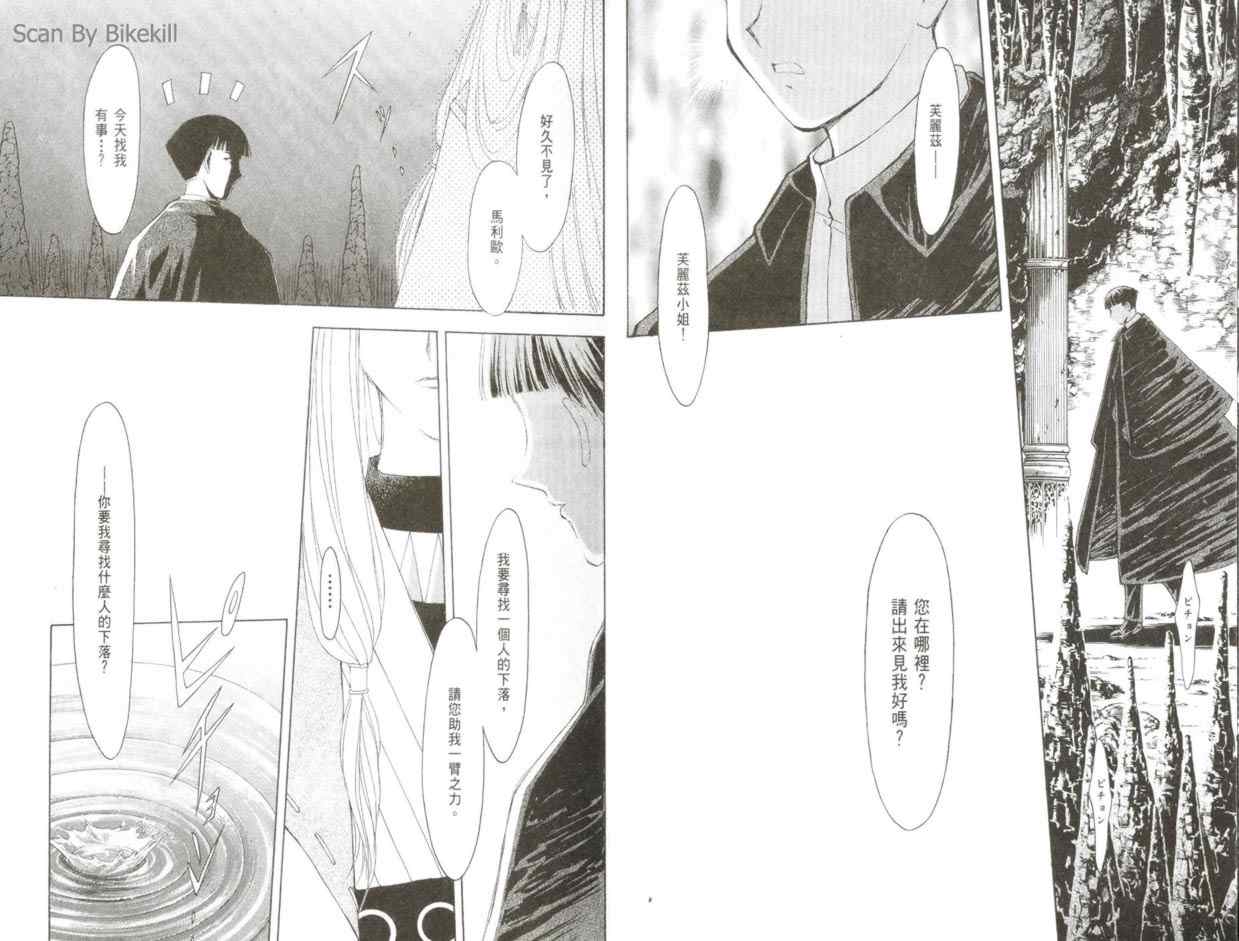 Scan By Bikekill
ピチョン
ピチョン
芙麗茲——
芙麗茲小姐！
您在哪裡？
請出來見我好嗎？
好久不見了，
馬利歐。
今天找我
有事…？
我要尋找一個人的下落，
請您助我一臂之力。
……
——你要我尋找什麼人的下落？